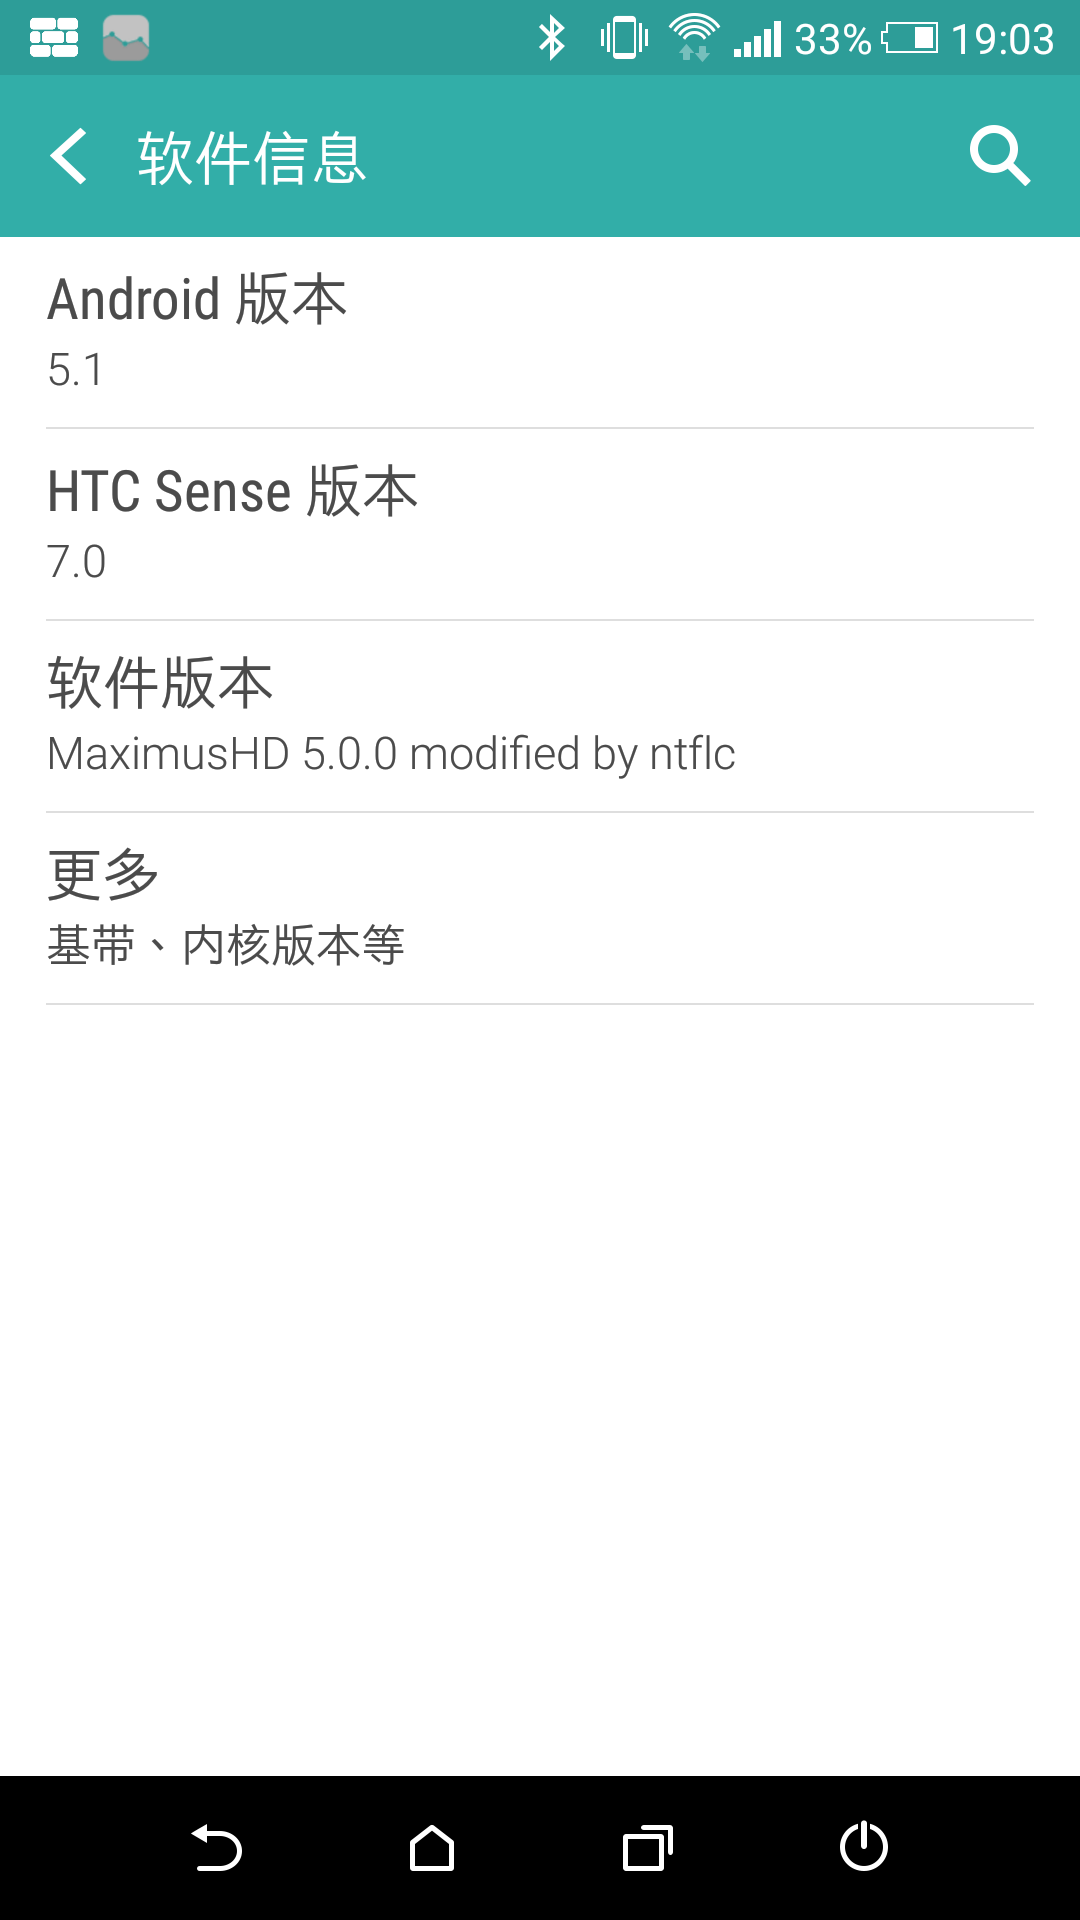 33% 19:03
软件信息
Android 版本
5.1
HTC Sense 版本
7.0
软件版本
MaximusHD 5.0.0 modified by ntflc
更多
基带、内核版本等